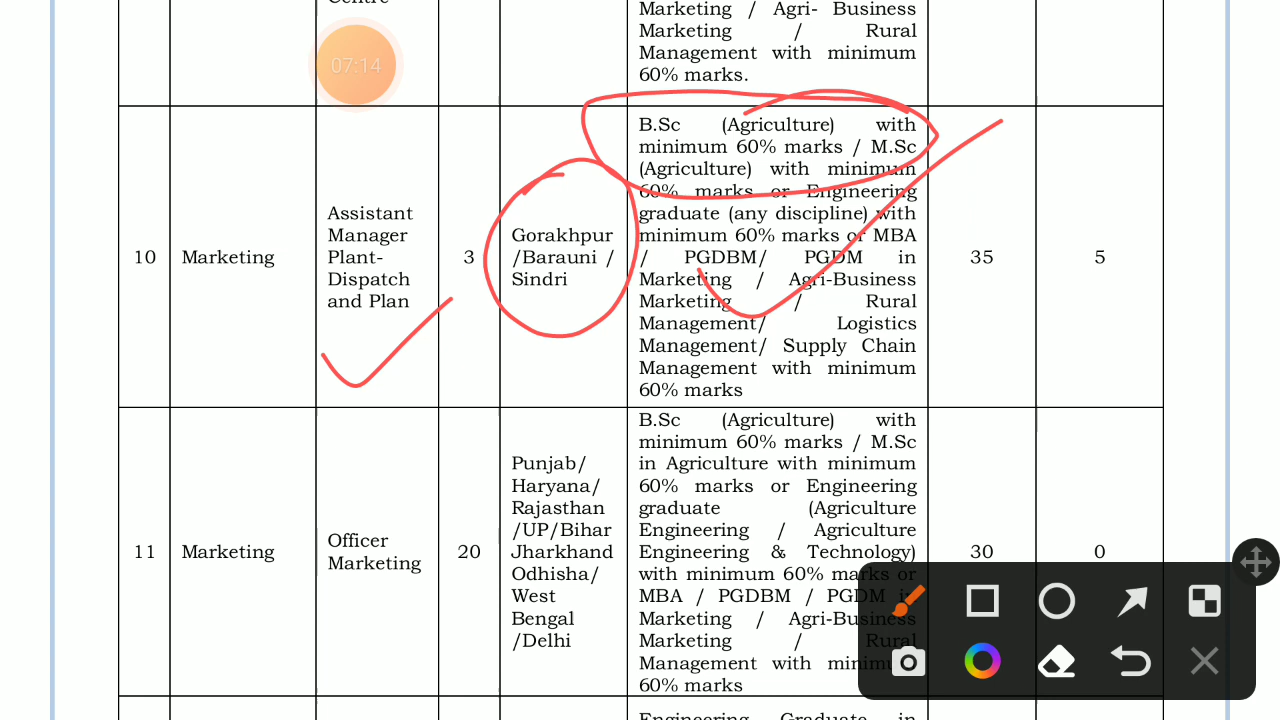 Centre
Marketing / Agri- Business
Marketing / Rural
Management with minimum
60% marks.
07:14
10
Marketing
Assistant
Manager
Plant-
Dispatch
and Plan
3
Gorakhpur
/Barauni /
Sindri
B.Sc (Agriculture) with
minimum 60% marks / M.Sc
(Agriculture) with minimum
60% marks or Engineering
graduate (any discipline) with
minimum 60% marks or MBA
/ PGDBM/ PGDM in
Marketing / Agri-Business
Marketing / Rural
Management/ Logistics
Management/ Supply Chain
Management with minimum
60% marks
35
5
11
Marketing
Officer
Marketing
20
Punjab/
Haryana/
Rajasthan
/UP/Bihar
Jharkhand
Odhisha/
West
Bengal
/Delhi
B.Sc (Agriculture) with
minimum 60% marks / M.Sc
in Agriculture with minimum
60% marks or Engineering
graduate (Agriculture
Engineering / Agriculture
Engineering & Technology)
with minimum 60% marks or
MBA / PGDBM / PGDM in
Marketing / Agri-Business
Marketing / Rural
Management with minimum
60% marks
30
0
Engineering Graduate in